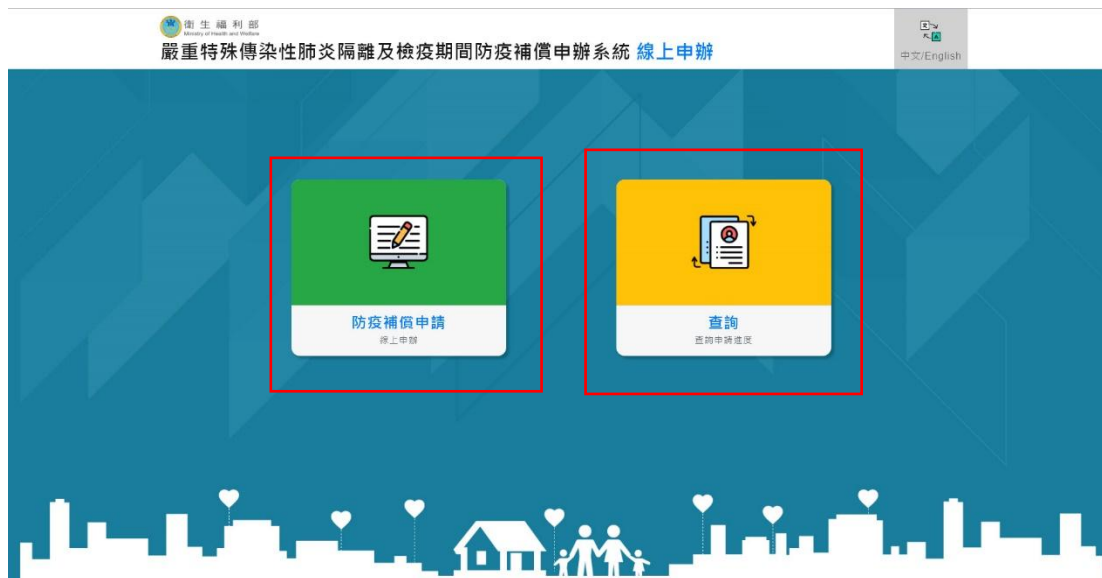 衛生福利部
Ministry of Health and Welfare
嚴重特殊傳染性肺炎隔離及檢疫期間防疫補償申辦系統 線上申辦
中文/English
防疫補償申請
線上申辦
查詢
查詢申請進度